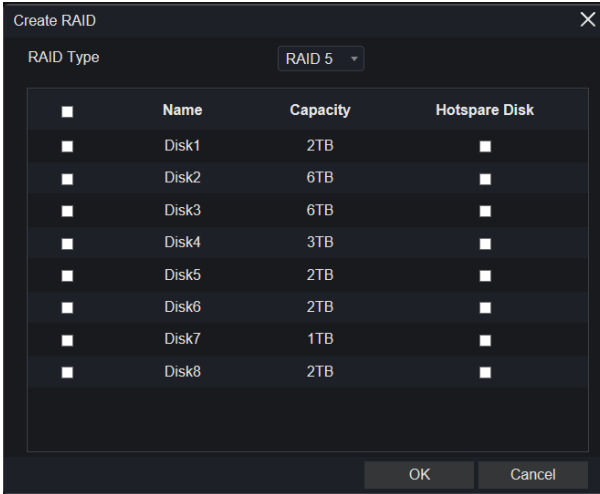 Create RAID
RAID Type RAID 5
Name Capacity Hotspare Disk
Disk1 2TB
Disk2 6TB
Disk3 6TB
Disk4 3TB
Disk5 2TB
Disk6 2TB
Disk7 1TB
Disk8 2TB
OK Cancel